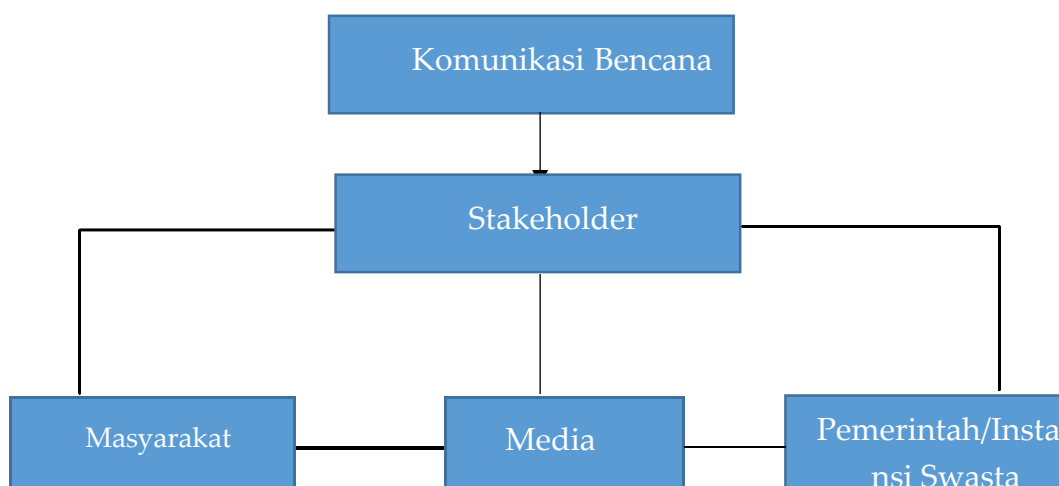 Komunikasi Bencana
Stakeholder
Masyarakat
Media
Pemerintah/Insta
nsi Swasta